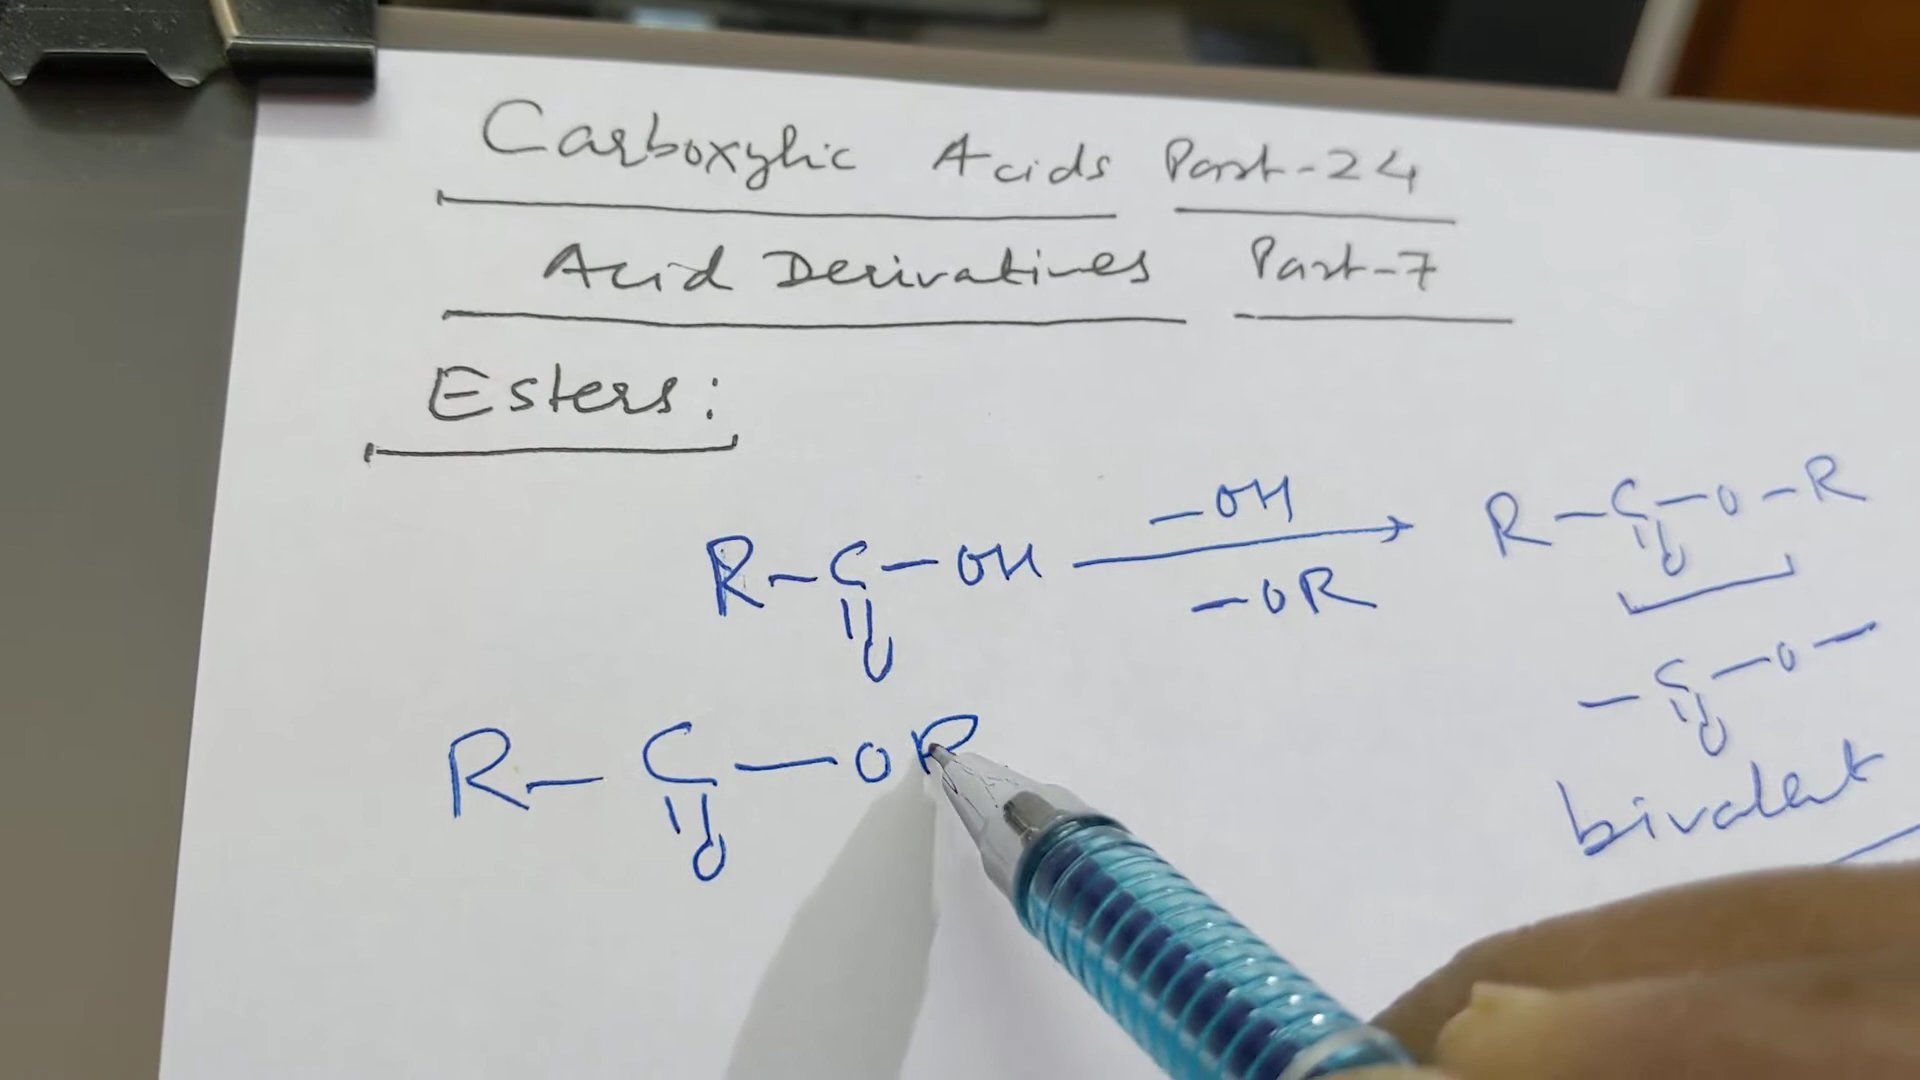 Carboxylic Acids Part-24
Acid Derivatives Part-7
Esters:
R-C-OH
||
O
-OH
-OR
R-C-O-R
||
O
-C-O-
||
O
bivalent
R-C-OR
||
O